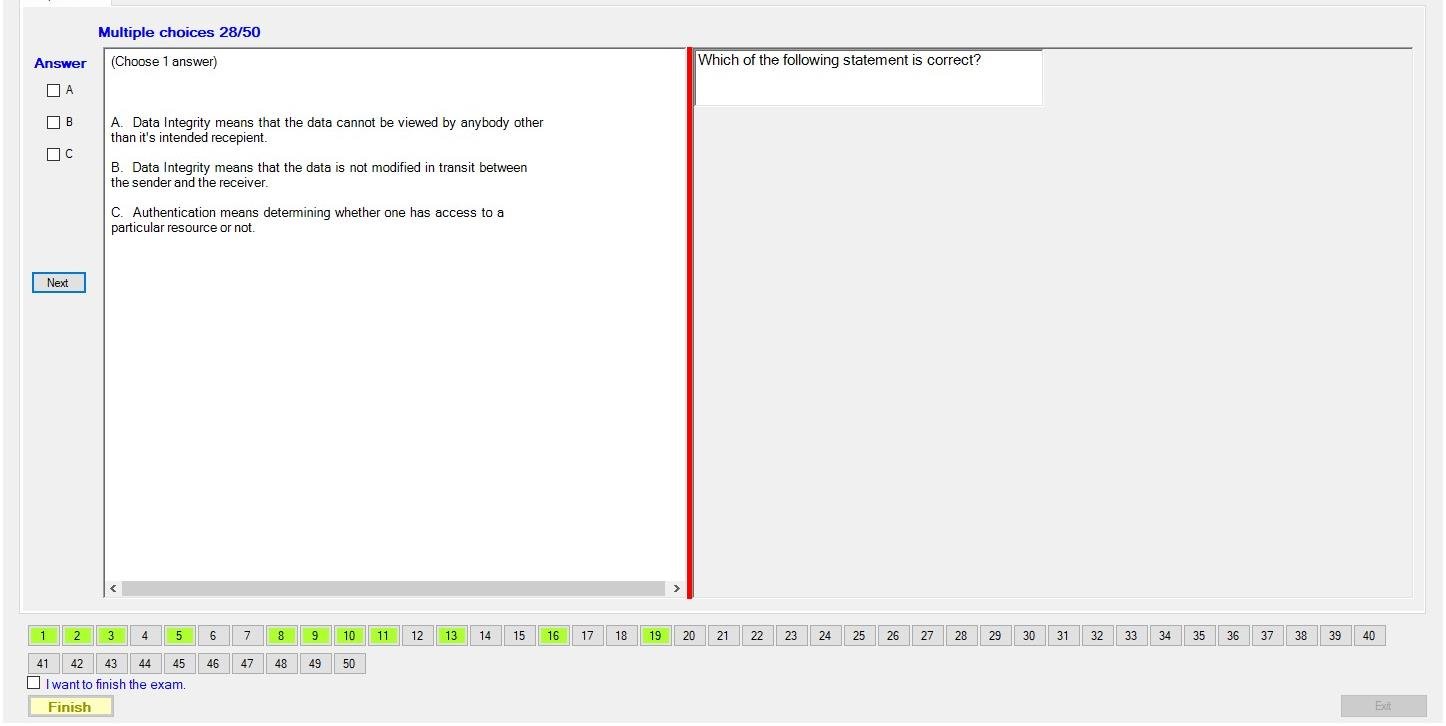 Multiple choices 28/50
Answer
A
B
C
Next
(Choose 1 answer)
A. Data Integrity means that the data cannot be viewed by anybody other
than it's intended recepient.
B. Data Integrity means that the data is not modified in transit between
the sender and the receiver.
C. Authentication means determining whether one has access to a
particular resource or not.
Which of the following statement is correct?
1 2 3 4 5 6 7 8 9 10 11 12 13 14 15 16 17 18 19 20 21 22 23 24 25 26 27 28 29 30 31 32 33 34 35 36 37 38 39 40
41 42 43 44 45 46 47 48 49 50
I want to finish the exam.
Finish
Exit